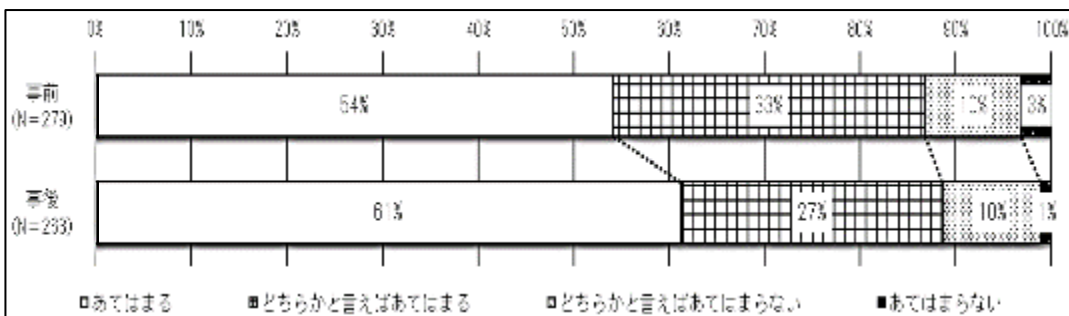 0% 10% 20% 30% 40% 50% 60% 70% 80% 90% 100%
事前
54% 33% 10% 3%
事後
61% 27% 10% 1%
□あてはまる ■どちらかと言えばあてはまる □どちらかと言えばあてはまらない ■あてはまらない